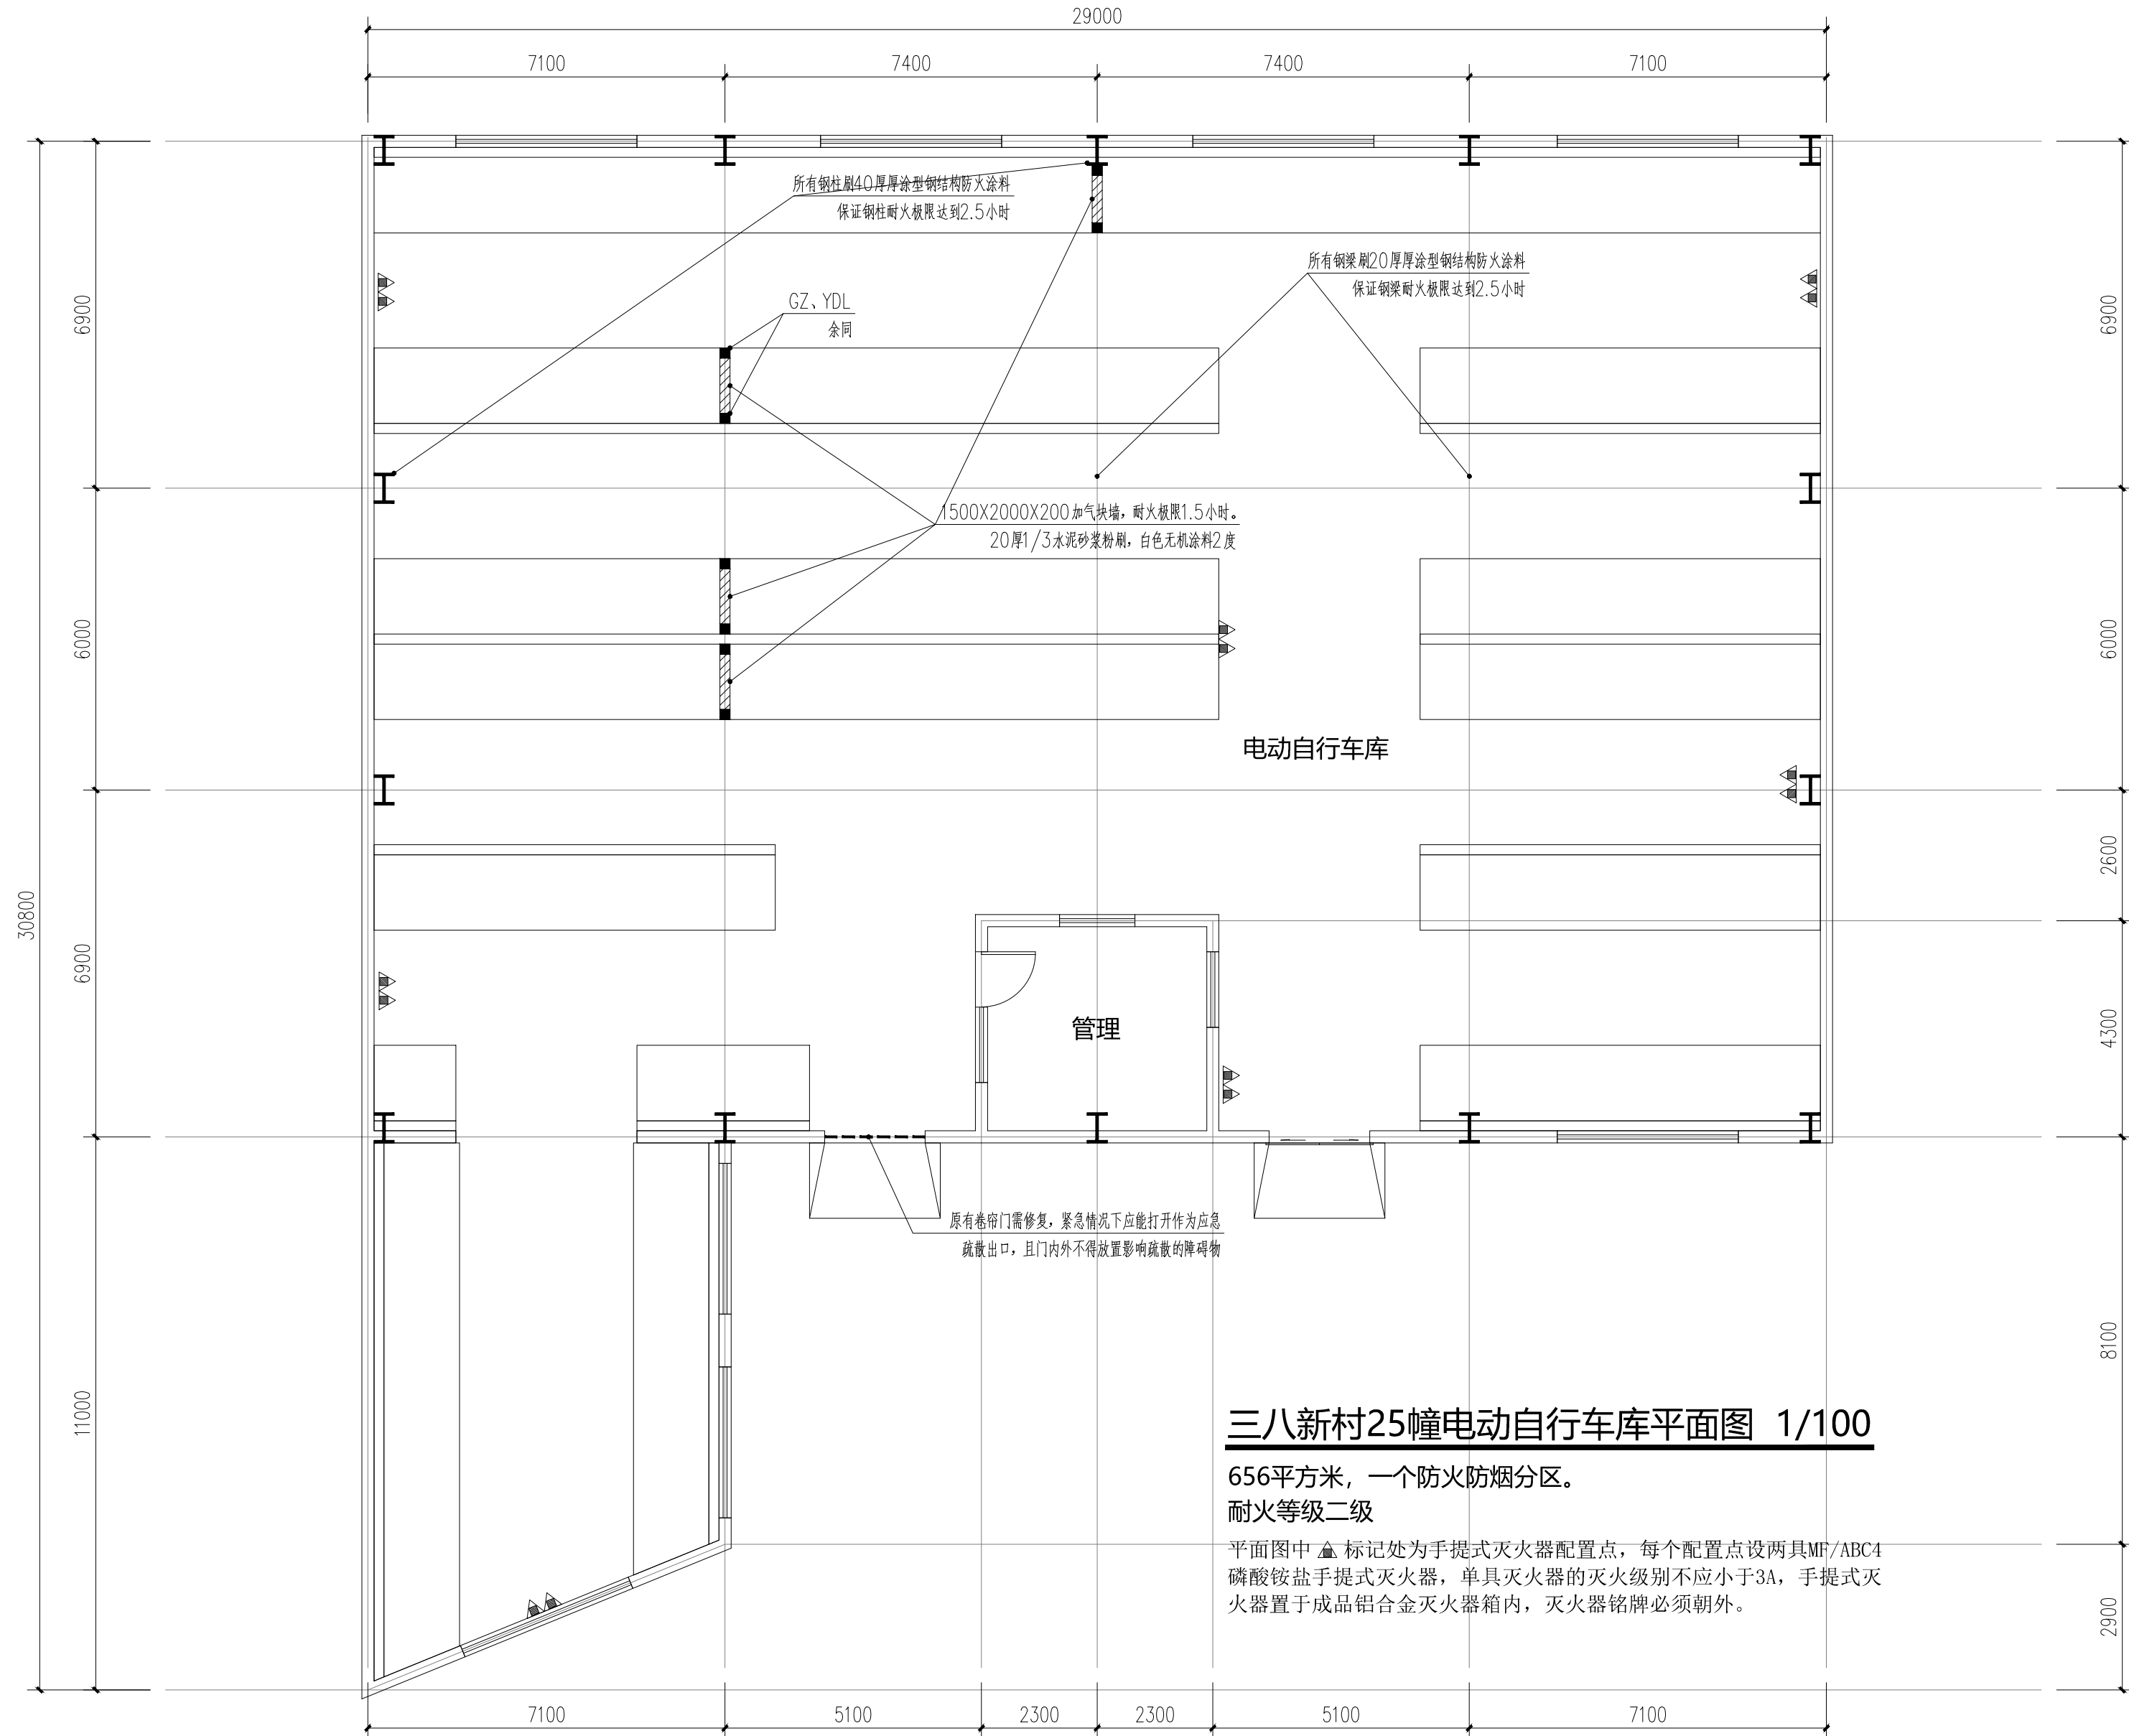 29000
7100 7400 7400 7100
所有钢柱刷40厚厚涂型钢结构防火涂料
保证钢柱耐火极限达到2.5小时
所有钢梁刷20厚厚涂型钢结构防火涂料
保证钢梁耐火极限达到2.5小时
GZ、YDL
余同
6900
6900
1500X2000X200加气块墙，耐火极限1.5小时。
20厚1/3水泥砂浆粉刷，白色无机涂料2度
6000
6000
电动自行车库
2600
30800
6900
管理
4300
原有卷帘门需修复，紧急情况下应能打开作为应急
疏散出口，且门内外不得放置影响疏散的障碍物
8100
11000
三八新村25幢电动自行车库平面图 1/100
656平方米，一个防火防烟分区。
耐火等级二级
平面图中 标记处为手提式灭火器配置点，每个配置点设两具MF/ABC4
磷酸铵盐手提式灭火器，单具灭火器的灭火级别不应小于3A，手提式灭
火器置于成品铝合金灭火器箱内，灭火器铭牌必须朝外。
2900
7100 5100 2300 2300 5100 7100